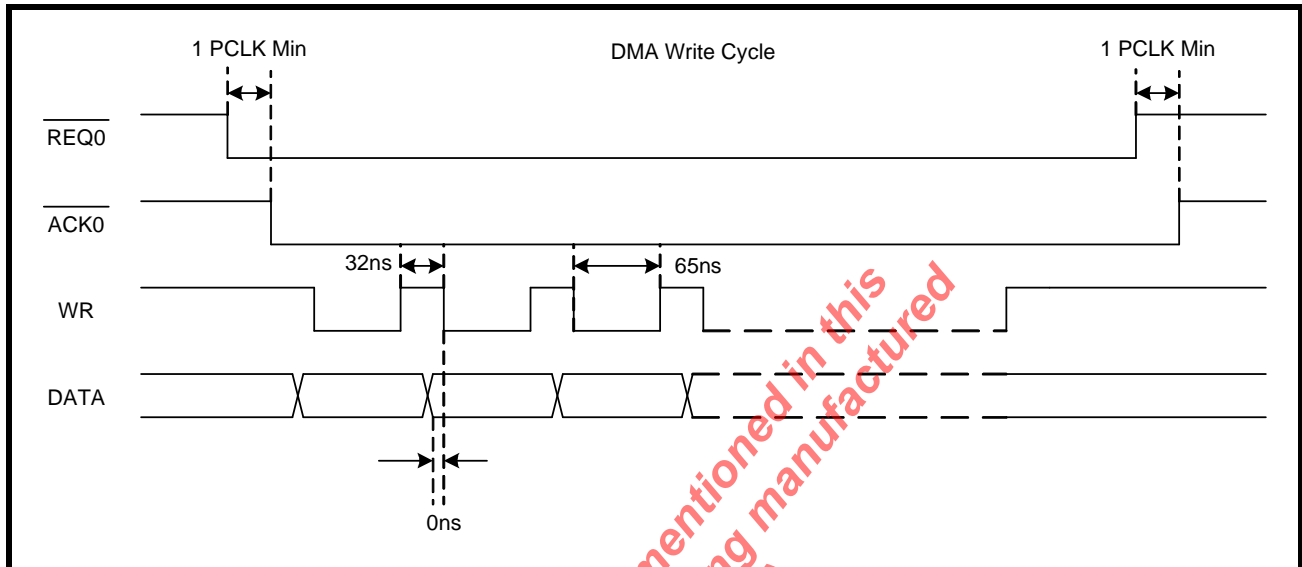 1 PCLK Min
DMA Write Cycle
1 PCLK Min
REQ0
ACK0
32ns
65ns
WR
DATA
0ns
mentioned in this
ng manufactured